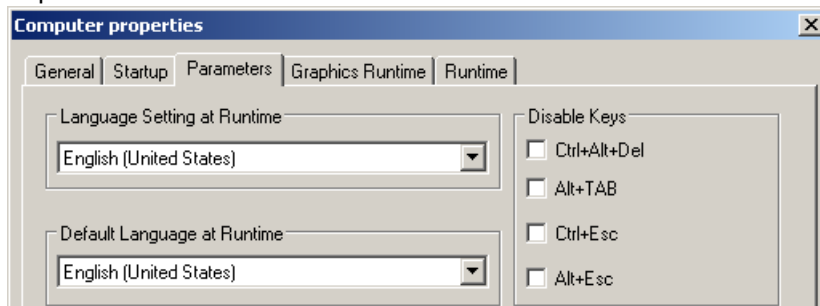 Computer properties
General Startup Parameters Graphics Runtime Runtime
Language Setting at Runtime
English (United States)
Default Language at Runtime
English (United States)
Disable Keys
Ctrl+Alt+Del
Alt+TAB
Ctrl+Esc
Alt+Esc